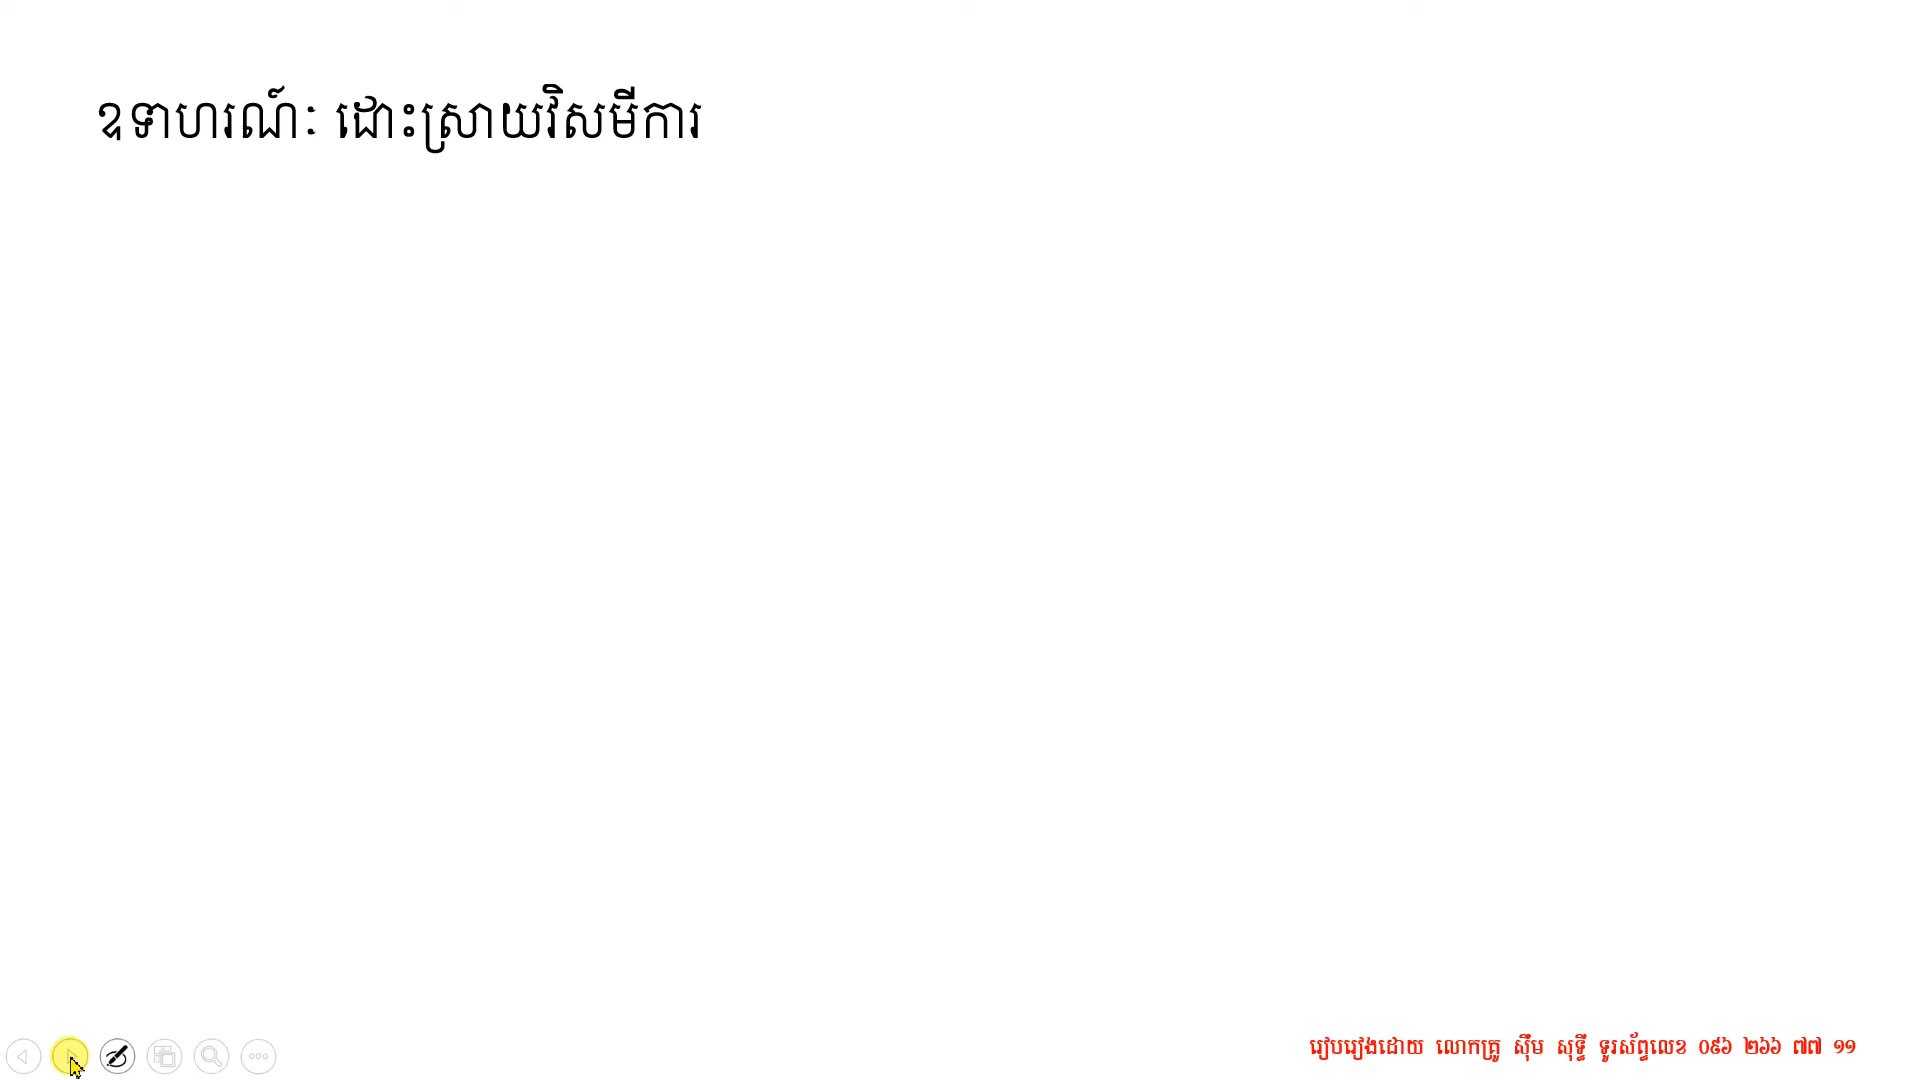 ឧទាហរណ៍ៈ ដោះស្រាយវិសមីការ
រៀបរៀងដោយ លោកគ្រូ ស៊ឹម សុទ្ធី ទូរស័ព្ទលេខ ០៩៦ ២៦៦ ៧៧ ១១